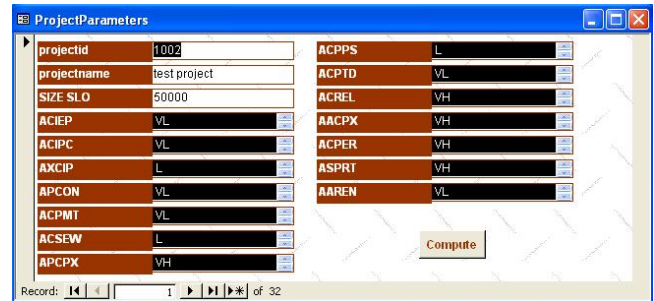 ProjectParameters
projectid 1002
projectname test project
SIZE SLO 50000
ACIEP VL
ACIPC VL
AXCIP L
APCON VL
ACPMT VL
ACSEW L
APCPX VH
ACPPS L
ACPTD VL
ACREL VH
AACPX VH
ACPER VH
ASPRT VH
AAREN VL
Compute
Record: 1 of 32